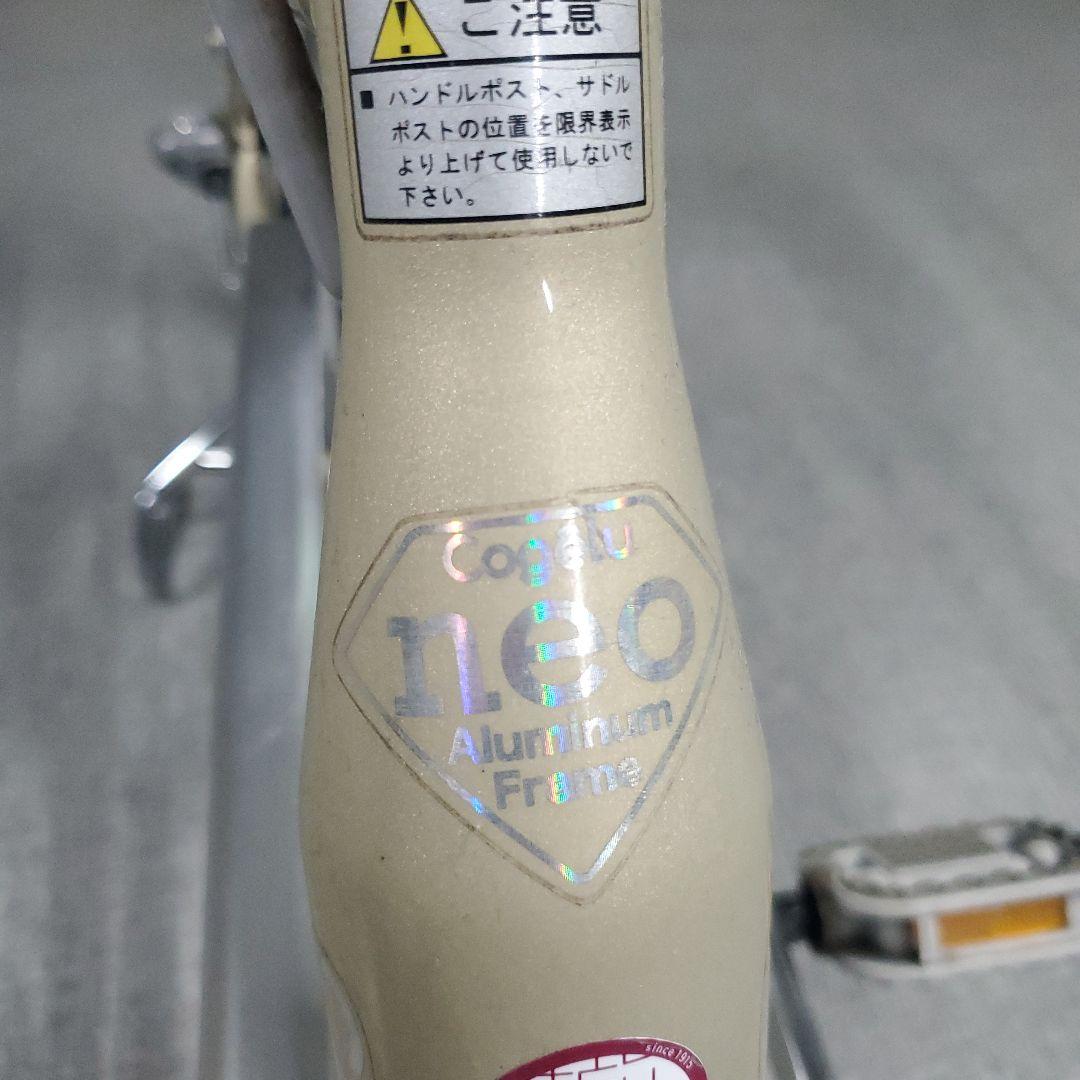 ご注意
■ ハンドルポスト、サドル
ポストの位置を限界表示
より上げて使用しないで
下さい。
Cogelu
neo
Aluminum
Frame
since 1915